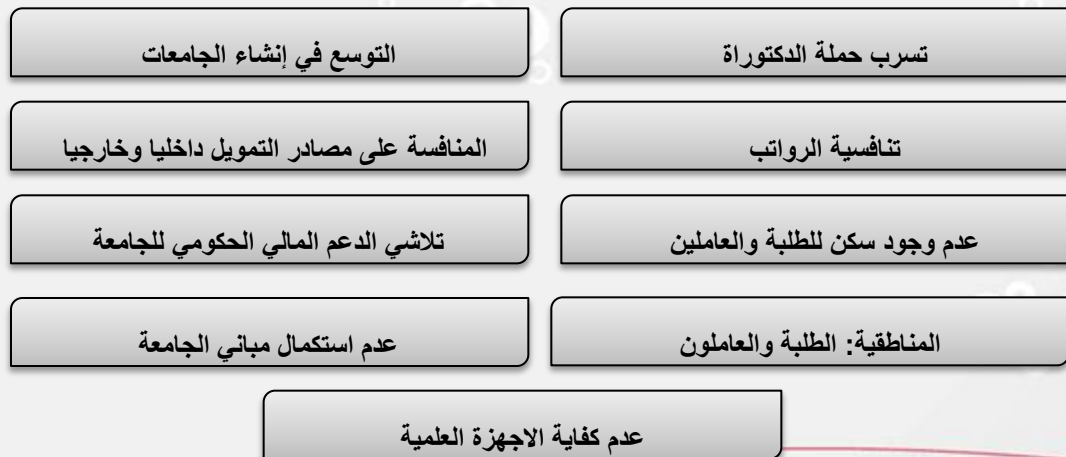 تسرب حملة الدكتوراة
التوسع في إنشاء الجامعات
تنافسية الرواتب
المنافسة على مصادر التمويل داخليا وخارجيا
عدم وجود سكن للطلبة والعاملين
تلاشي الدعم المالي الحكومي للجامعة
المناطقية: الطلبة والعاملون
عدم استكمال مباني الجامعة
عدم كفاية الاجهزة العلمية